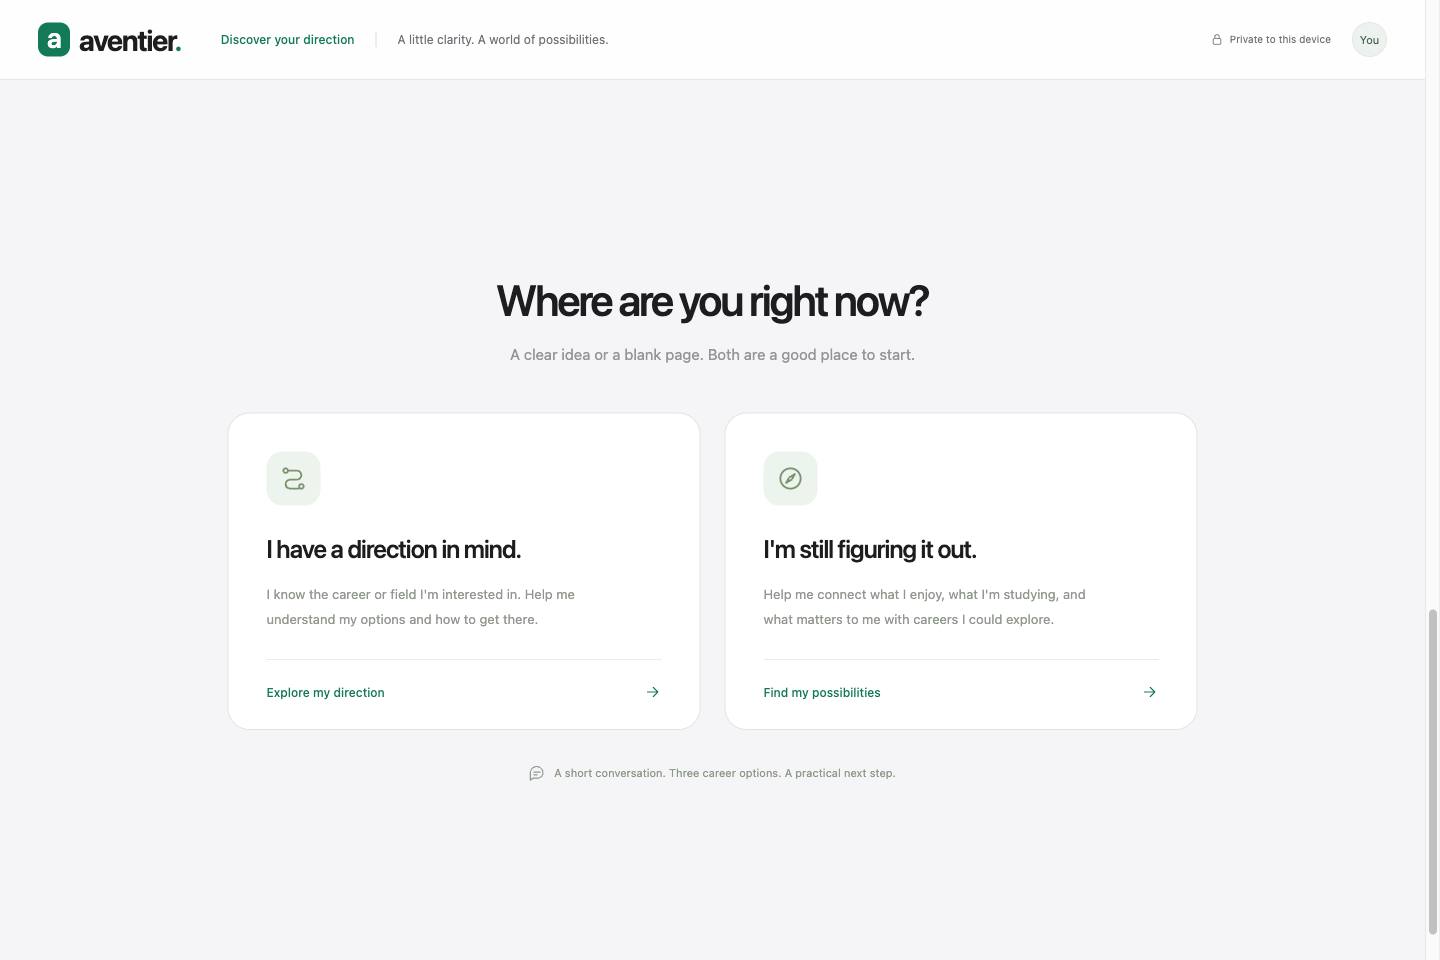 a aventier.
Discover your direction
A little clarity. A world of possibilities.
Private to this device
You
Where are you right now?
A clear idea or a blank page. Both are a good place to start.
I have a direction in mind.
I know the career or field I'm interested in. Help me
understand my options and how to get there.
Explore my direction
I'm still figuring it out.
Help me connect what I enjoy, what I'm studying, and
what matters to me with careers I could explore.
Find my possibilities
A short conversation. Three career options. A practical next step.